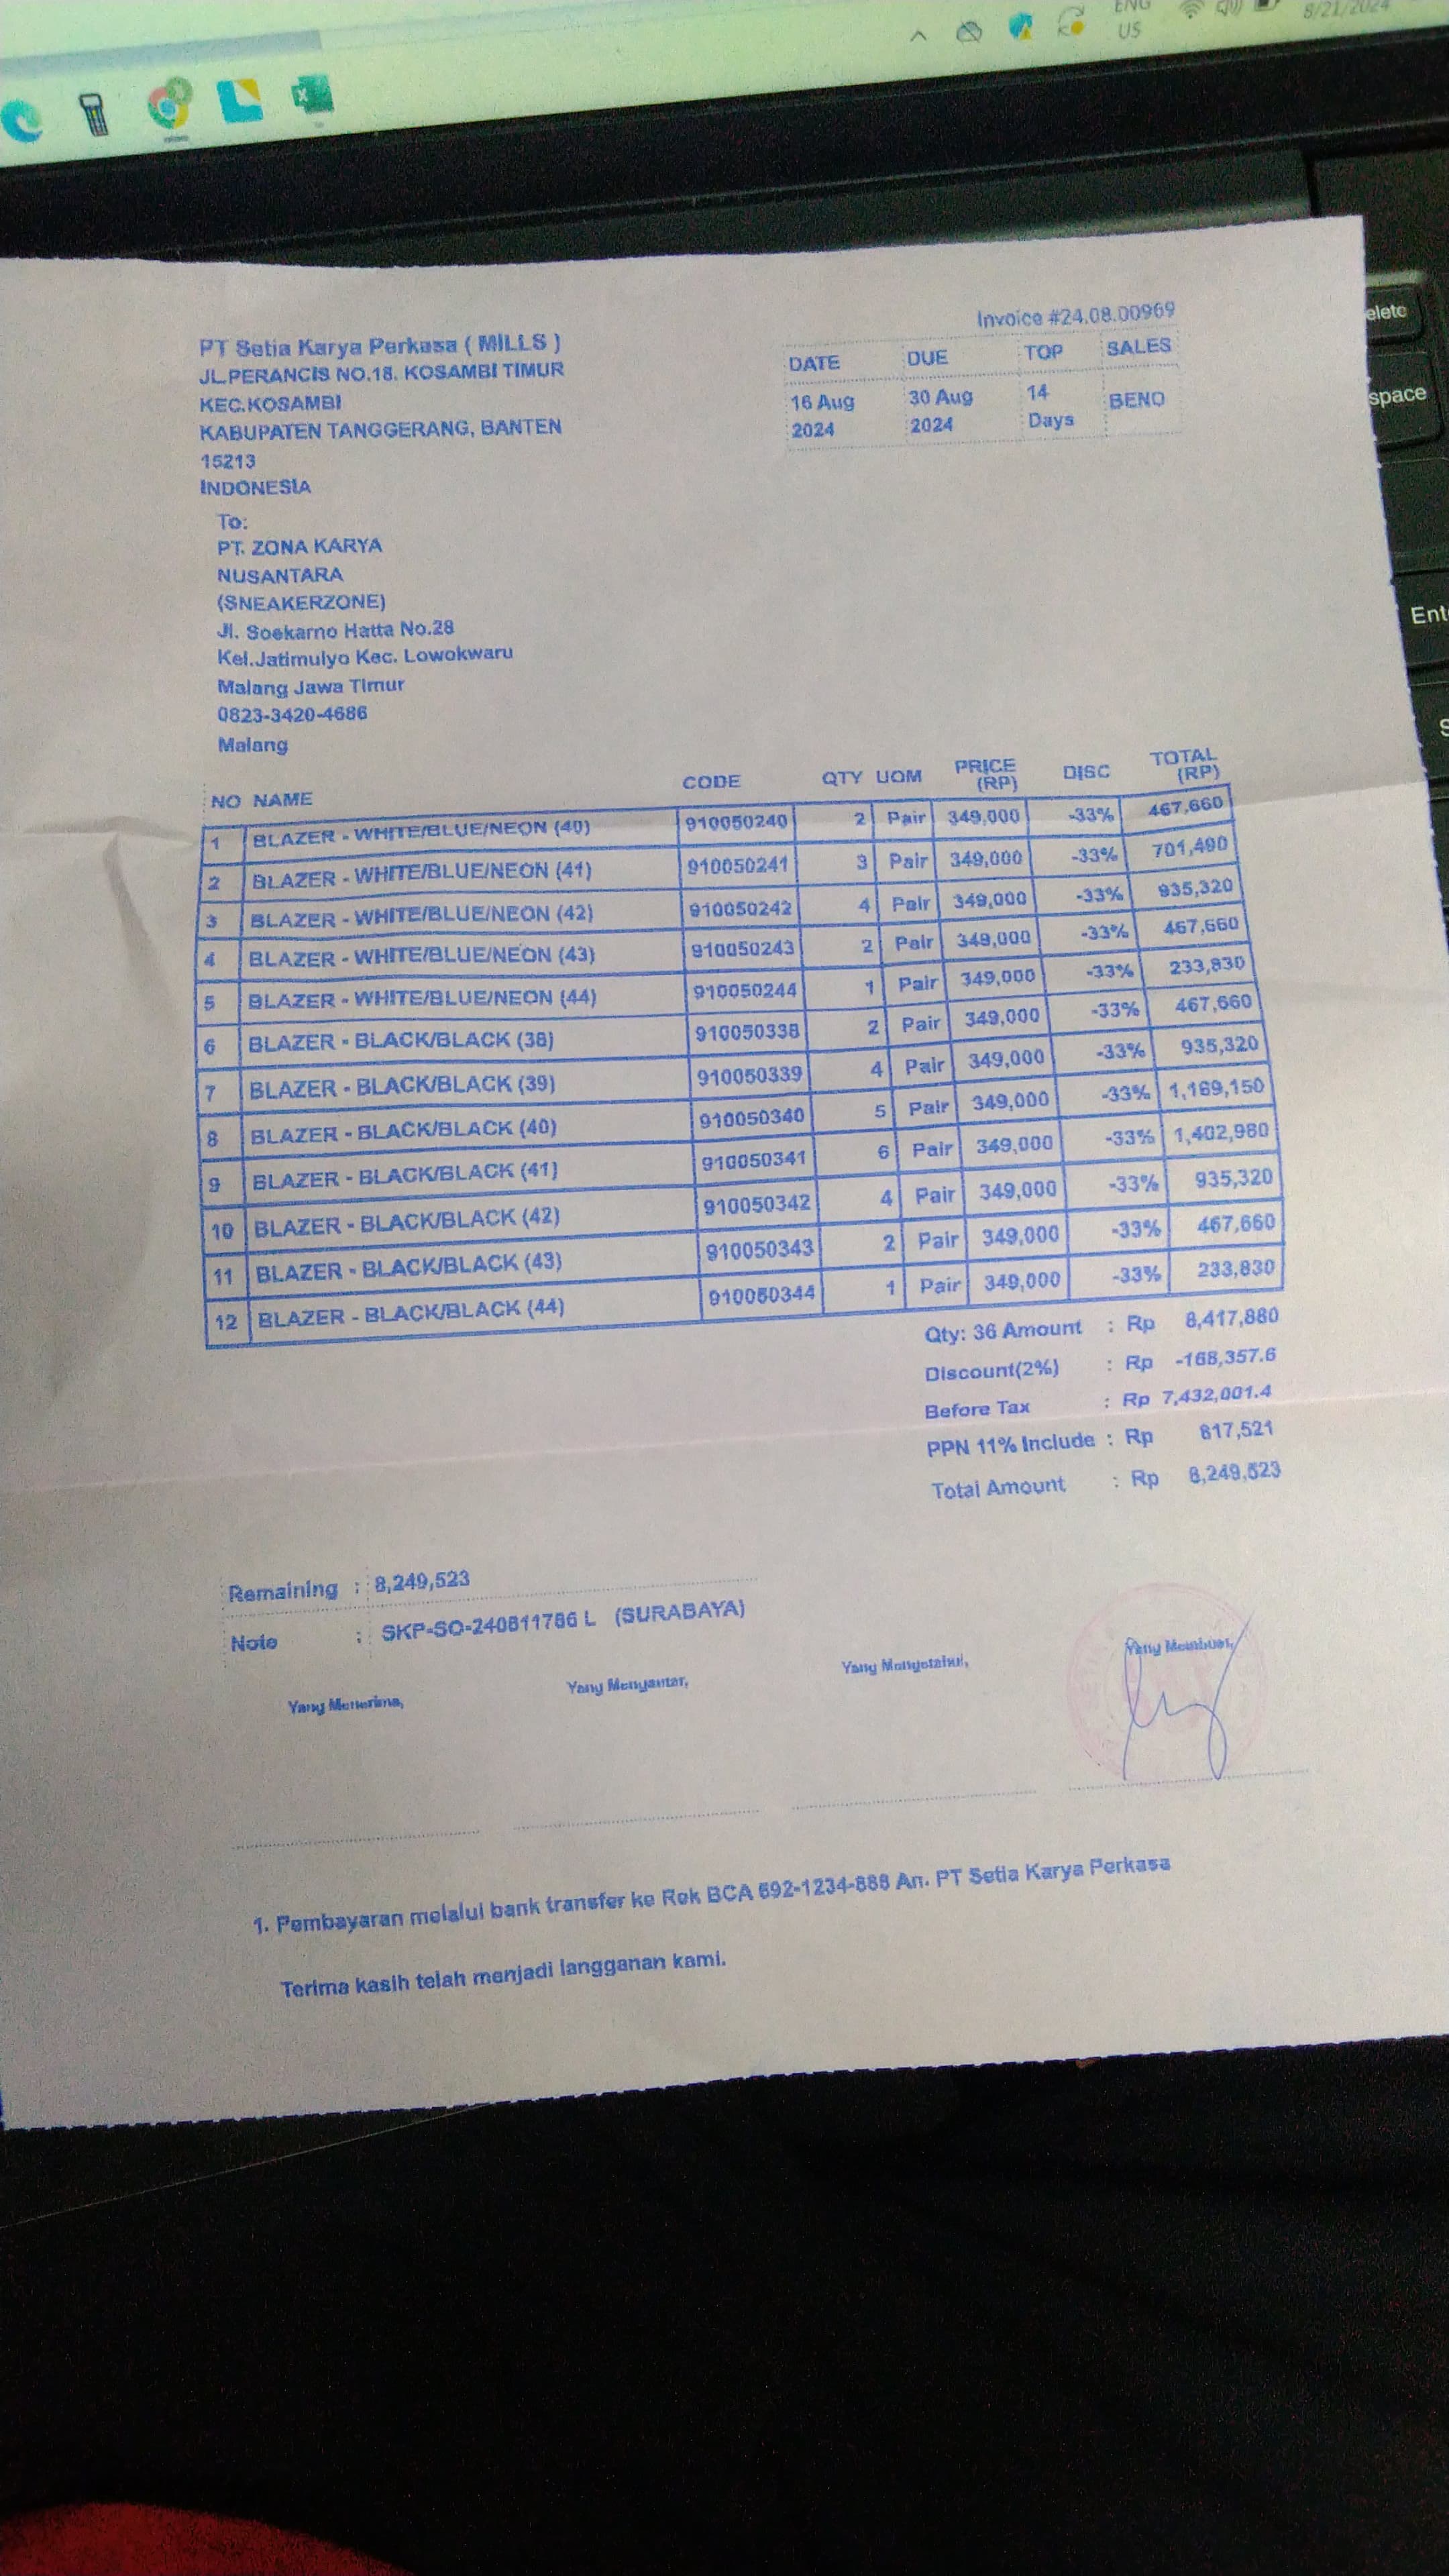 ENG
US
8/21/2024
elete
space
Ente
S
Invoice #24.08.00969
PT Setia Karya Perkasa ( MILLS )
JL.PERANCIS NO.18. KOSAMBI TIMUR
KEC.KOSAMBI
KABUPATEN TANGGERANG, BANTEN
15213
INDONESIA
DATE DUE TOP SALES
16 Aug 2024 30 Aug 2024 14 Days BENO
To:
PT. ZONA KARYA
NUSANTARA
(SNEAKERZONE)
Jl. Soekarno Hatta No.28
Kel.Jatimulyo Kec. Lowokwaru
Malang Jawa Timur
0823-3420-4686
Malang
NO NAME CODE QTY UOM PRICE (RP) DISC TOTAL (RP)
1 BLAZER - WHITE/BLUE/NEON (40) 910050240 2 Pair 349,000 -33% 467,660
2 BLAZER - WHITE/BLUE/NEON (41) 910050241 3 Pair 349,000 -33% 701,490
3 BLAZER - WHITE/BLUE/NEON (42) 910050242 4 Pair 349,000 -33% 935,320
4 BLAZER - WHITE/BLUE/NEON (43) 910050243 2 Pair 349,000 -33% 467,660
5 BLAZER - WHITE/BLUE/NEON (44) 910050244 1 Pair 349,000 -33% 233,830
6 BLAZER - BLACK/BLACK (38) 910050338 2 Pair 349,000 -33% 467,660
7 BLAZER - BLACK/BLACK (39) 910050339 4 Pair 349,000 -33% 935,320
8 BLAZER - BLACK/BLACK (40) 910050340 5 Pair 349,000 -33% 1,169,150
9 BLAZER - BLACK/BLACK (41) 910050341 6 Pair 349,000 -33% 1,402,980
10 BLAZER - BLACK/BLACK (42) 910050342 4 Pair 349,000 -33% 935,320
11 BLAZER - BLACK/BLACK (43) 910050343 2 Pair 349,000 -33% 467,660
12 BLAZER - BLACK/BLACK (44) 910050344 1 Pair 349,000 -33% 233,830
Qty: 36 Amount : Rp 8,417,880
Discount(2%) : Rp -168,357.6
Before Tax : Rp 7,432,001.4
PPN 11% Include : Rp 817,521
Total Amount : Rp 8,249,523
Remaining : 8,249,523
Note : SKP-SO-240811786 L (SURABAYA)
Yang Menerima, Yang Mengantar, Yang Mengetahui, Yang Membuat,
1. Pembayaran melalui bank transfer ke Rek BCA 692-1234-888 An. PT Setia Karya Perkasa
Terima kasih telah menjadi langganan kami.